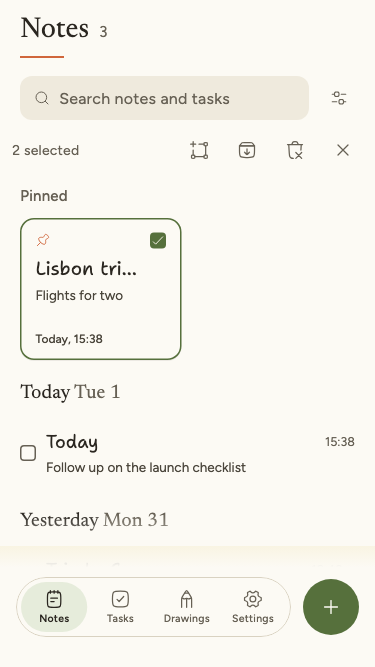 Notes 3
Search notes and tasks
2 selected
Pinned
Lisbon tri...
Flights for two
Today, 15:38
Today Tue 1
Today 15:38
Follow up on the launch checklist
Yesterday Mon 31
Notes Tasks Drawings Settings